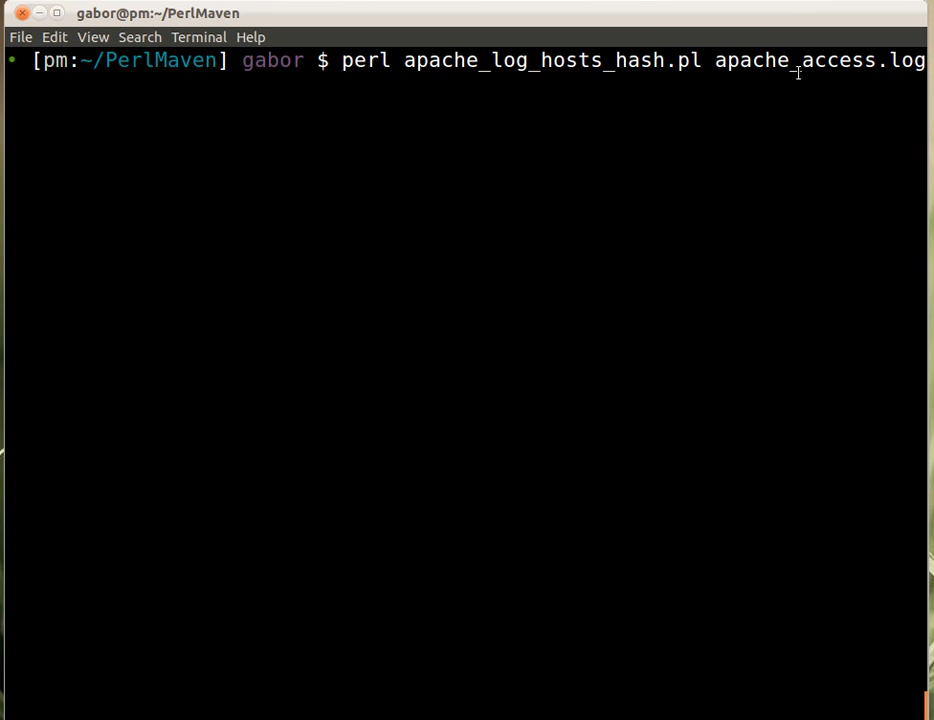 gabor@pm:~/PerlMaven
File Edit View Search Terminal Help
[pm:~/PerlMaven] gabor $ perl apache_log_hosts_hash.pl apache_access.log